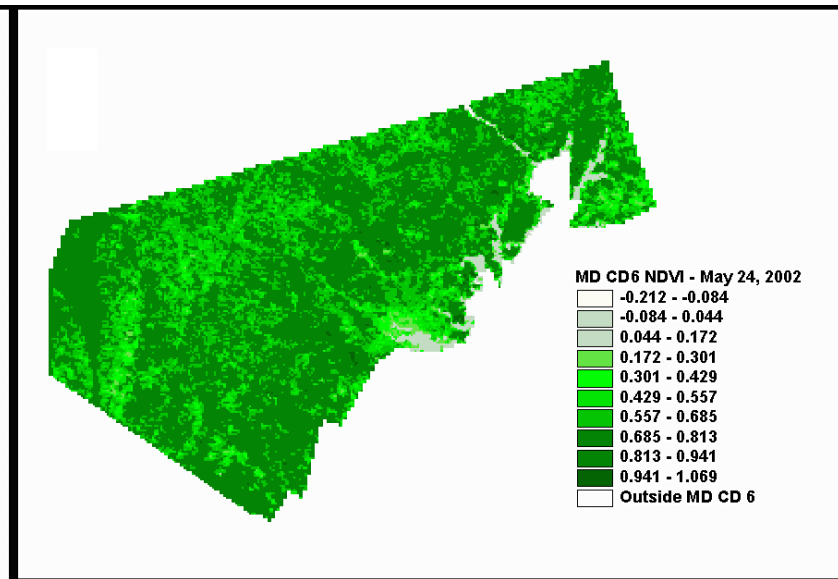 MD CD6 NDVI - May 24, 2002
-0.212 - -0.084
-0.084 - 0.044
0.044 - 0.172
0.172 - 0.301
0.301 - 0.429
0.429 - 0.557
0.557 - 0.685
0.685 - 0.813
0.813 - 0.941
0.941 - 1.069
Outside MD CD 6